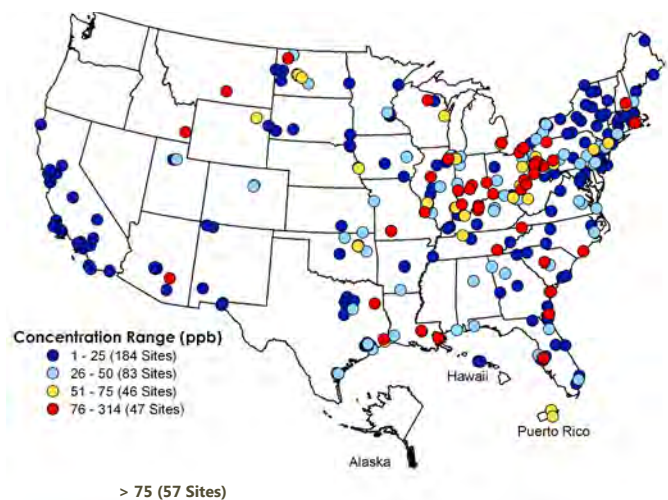 Concentration Range (ppb)
1 - 25 (184 Sites)
26 - 50 (83 Sites)
51 - 75 (46 Sites)
76 - 314 (47 Sites)
Hawaii
Puerto Rico
Alaska
> 75 (57 Sites)